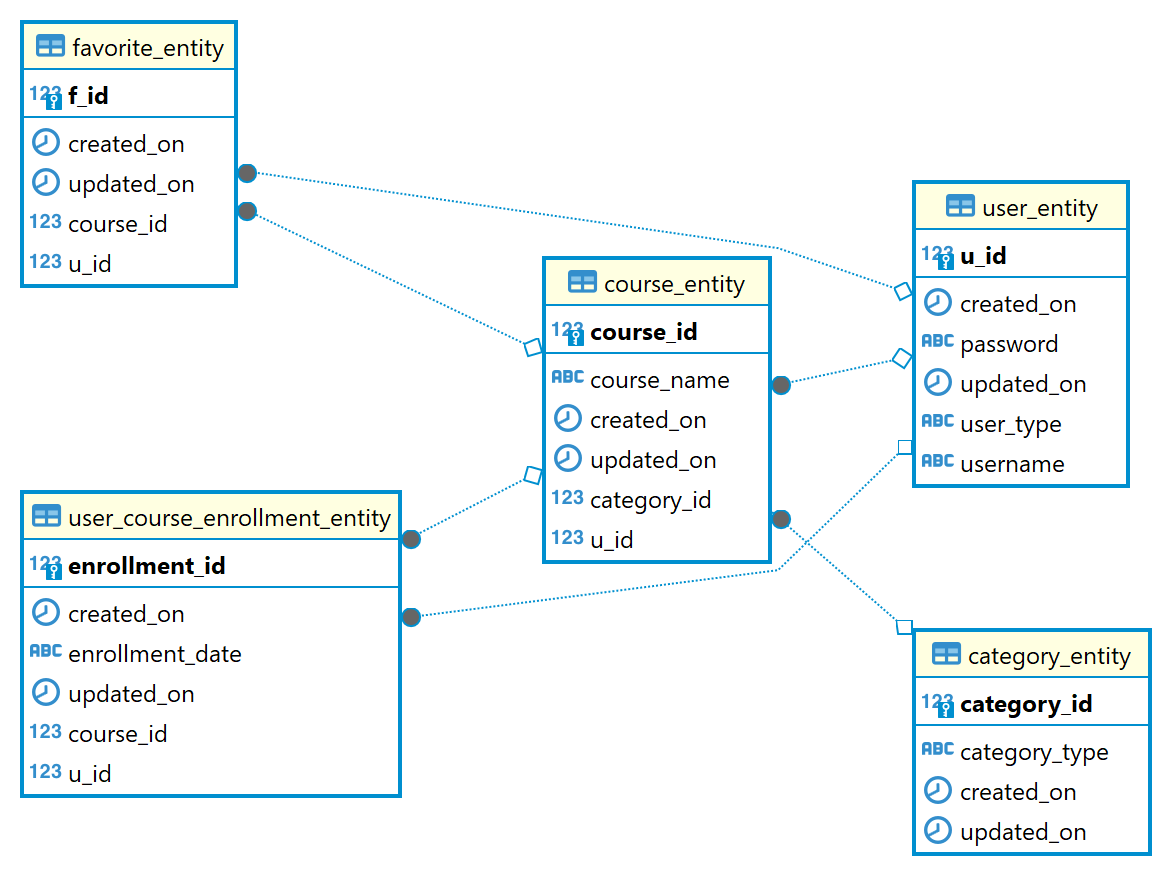 favorite_entity
123 f_id
created_on
updated_on
123 course_id
123 u_id
user_entity
123 u_id
created_on
ABC password
updated_on
ABC user_type
ABC username
course_entity
123 course_id
ABC course_name
created_on
updated_on
123 category_id
123 u_id
user_course_enrollment_entity
123 enrollment_id
created_on
ABC enrollment_date
updated_on
123 course_id
123 u_id
category_entity
123 category_id
ABC category_type
created_on
updated_on